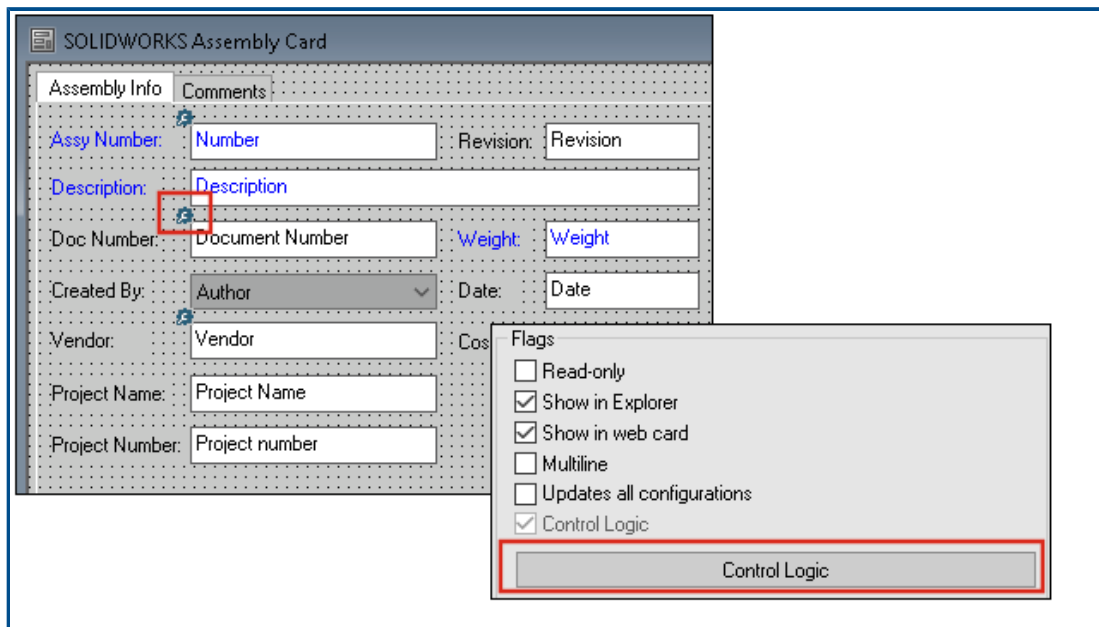 SOLIDWORKS Assembly Card
Assembly Info Comments
Assy Number: Number Revision: Revision
Description: Description
Doc Number: Document Number Weight: Weight
Created By: Author Date: Date
Vendor: Vendor Cos
Project Name: Project Name
Project Number: Project number
Flags
Read-only
Show in Explorer
Show in web card
Multiline
Updates all configurations
Control Logic
Control Logic